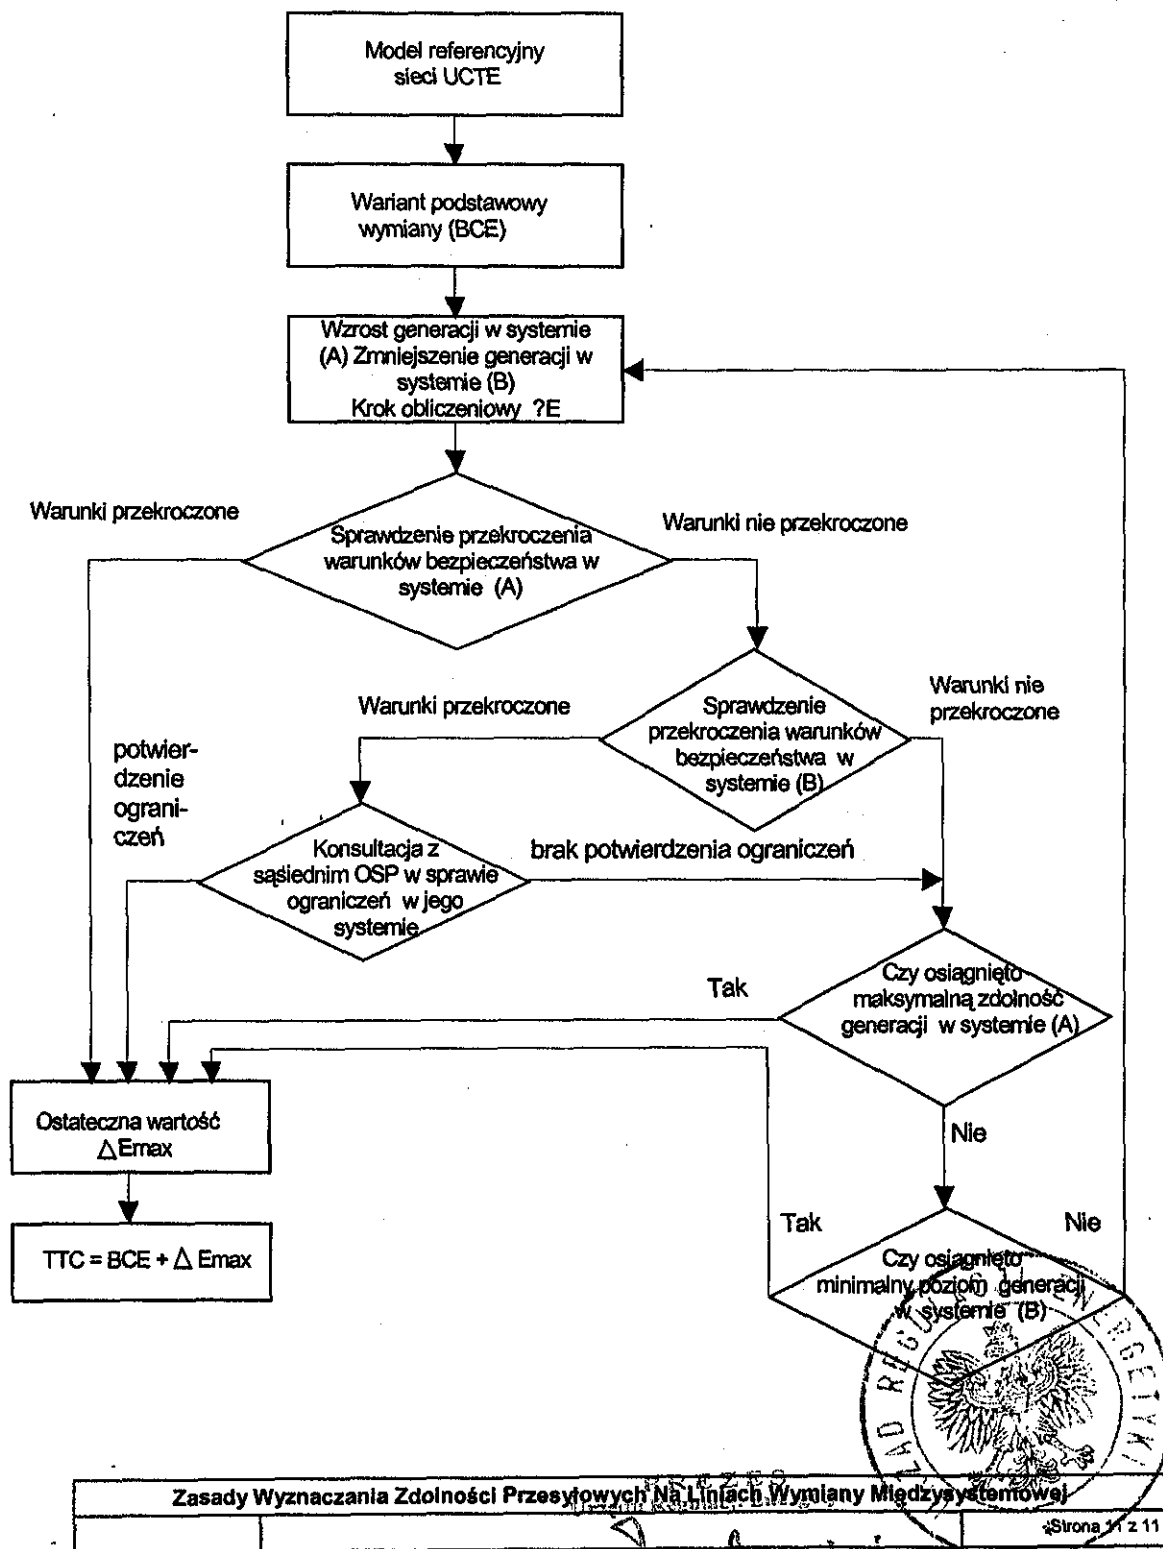 Model referencyjny
sieci UCTE
Wariant podstawowy
wymiany (BCE)
Wzrost generacji w systemie
(A) Zmniejszenie generacji w
systemie (B)
Krok obliczeniowy ?E
Warunki przekroczone
Sprawdzenie przekroczenia
warunków bezpieczeństwa w
systemie (A)
Warunki nie przekroczone
Warunki przekroczone
Sprawdzenie
przekroczenia warunków
bezpieczeństwa w
systemie (B)
Warunki nie
przekroczone
potwier-
dzenie
ograni-
czeń
Konsultacja z
sąsiednim OSP w sprawie
ograniczeń w jego
systemie
brak potwierdzenia ograniczeń
Tak
Czy osiągnięto
maksymalną zdolność
generacji w systemie (A)
Nie
Ostateczna wartość
△Emax
TTC = BCE + △ Emax
Tak
Czy osiągnięto
minimalny poziom generacji
w systemie (B)
Nie
REGU
ENERGETYKI
PREZES
Zasady Wyznaczania Zdolności Przesyłowych Na Liniach Wymiany Międzysystemowej
Strona 11 z 11